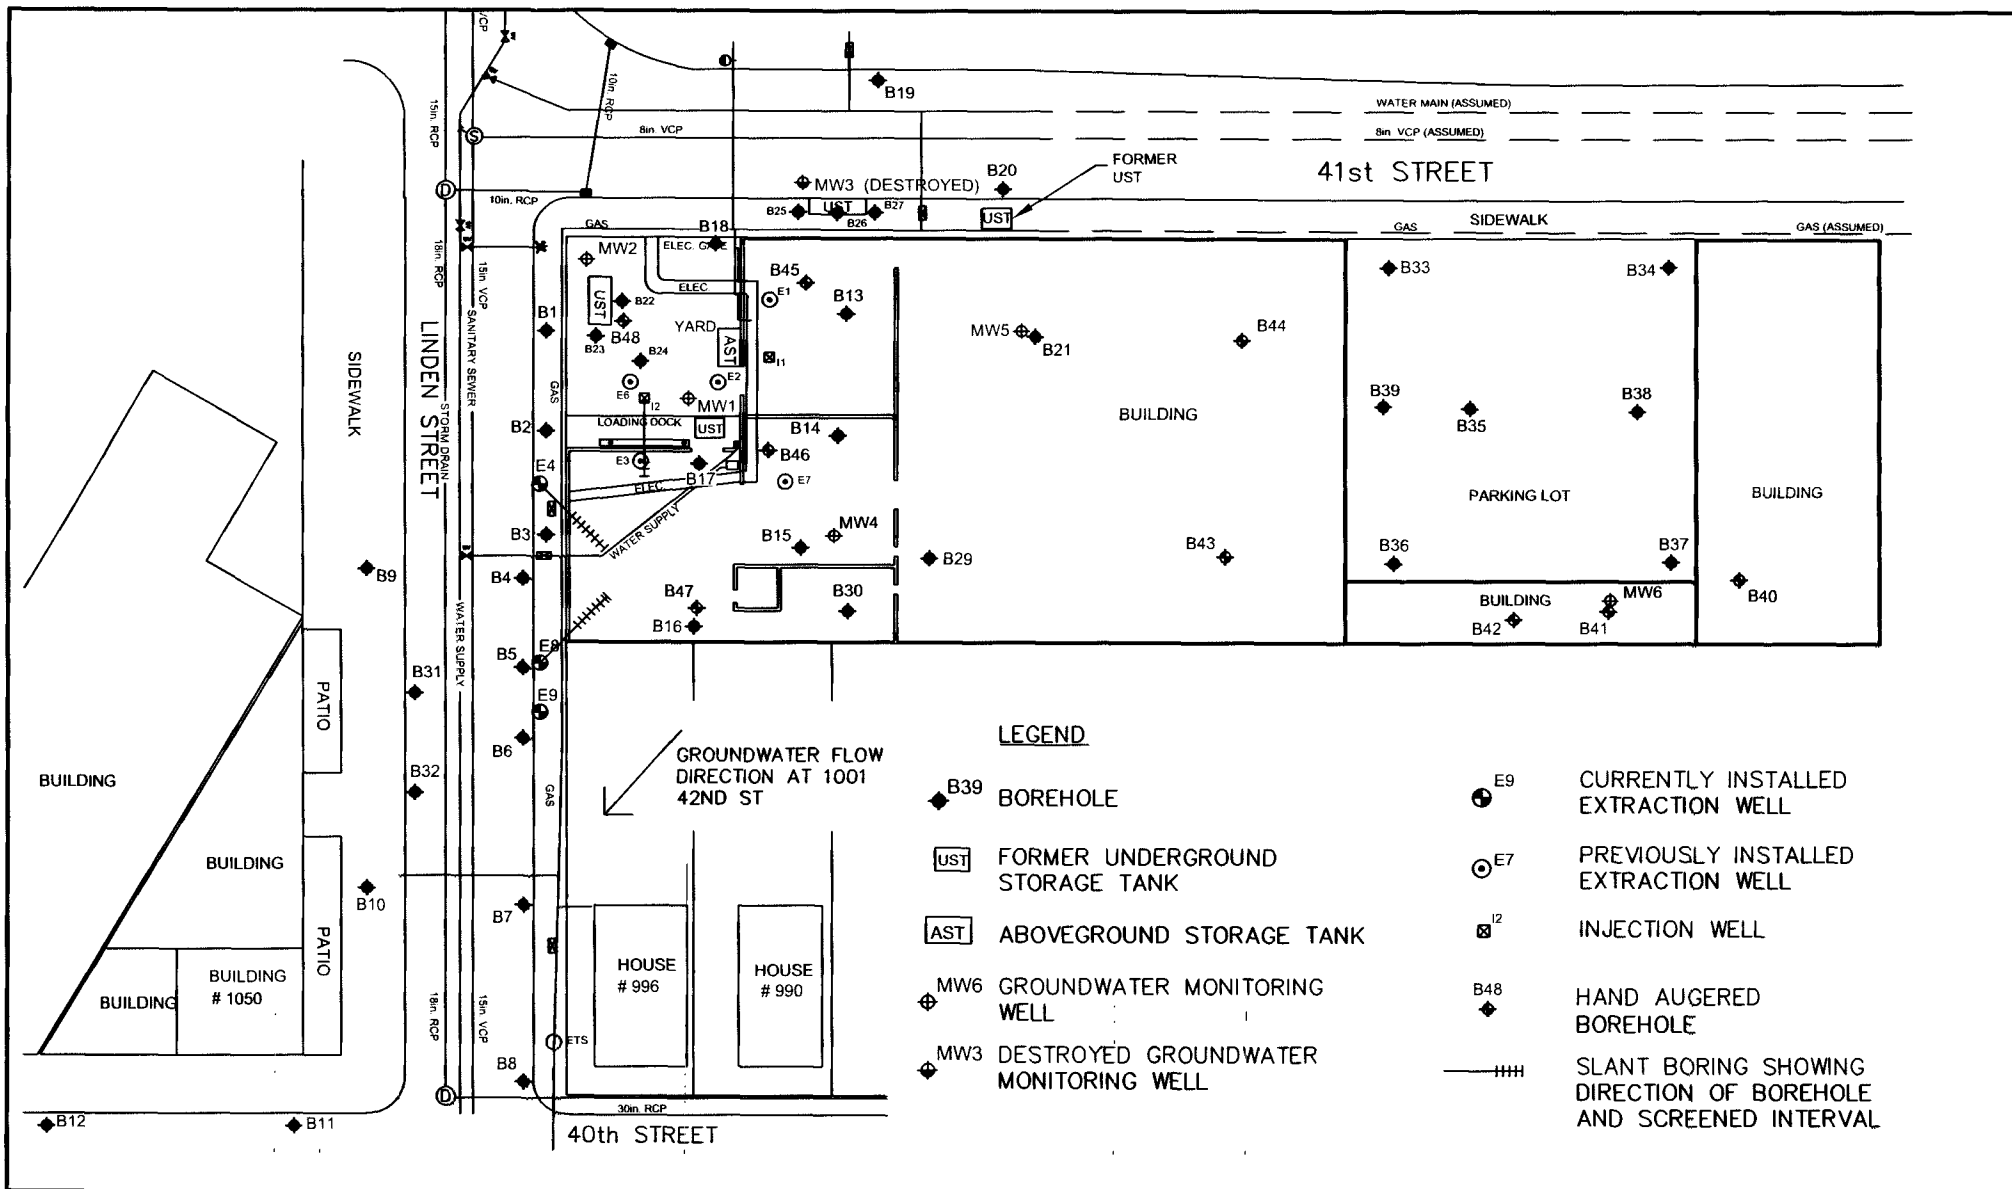 VCP
10in. RCP
B19
WATER MAIN (ASSUMED)
15in. RCP
S
8in. VCP
8in. VCP (ASSUMED)
41st STREET
FORMER
UST
B20
MW3 (DESTROYED)
D
10in. RCP
B25
UST
B26
B27
UST
SIDEWALK
GAS
GAS
GAS (ASSUMED)
B18
ELEC. GATE
MW2
18in. RCP
15in. VCP
ELEC
B45
E1
B13
B33
B34
UST
B22
B48
B23
B24
YARD
AST
I1
B1
MW5
B21
B44
SIDEWALK
LINDEN STREET
STORM DRAIN
SANITARY SEWER
GAS
E6
E2
I2
MW1
B39
B35
B38
BUILDING
B2
LOADING DOCK
UST
B14
B46
E4
E3
B17
E7
ELEC
PARKING LOT
BUILDING
WATER SUPPLY
B3
B15
MW4
B29
B43
B36
B37
B9
B4
B47
B16
B30
BUILDING
MW6
B42
B41
B40
WATER SUPPLY
B5
E8
B31
PATIO
E9
B6
GROUNDWATER FLOW
DIRECTION AT 1001
42ND ST
BUILDING
B32
GAS
BUILDING
B10
B7
PATIO
BUILDING
BUILDING
# 1050
HOUSE
# 996
HOUSE
# 990
18in. RCP
15in. VCP
ETS
B8
D
30in. RCP
B12
B11
40th STREET
LEGEND
B39 BOREHOLE
UST FORMER UNDERGROUND
STORAGE TANK
AST ABOVEGROUND STORAGE TANK
MW6 GROUNDWATER MONITORING
WELL
MW3 DESTROYED GROUNDWATER
MONITORING WELL
E9 CURRENTLY INSTALLED
EXTRACTION WELL
E7 PREVIOUSLY INSTALLED
EXTRACTION WELL
I2 INJECTION WELL
B48 HAND AUGERED
BOREHOLE
SLANT BORING SHOWING
DIRECTION OF BOREHOLE
AND SCREENED INTERVAL